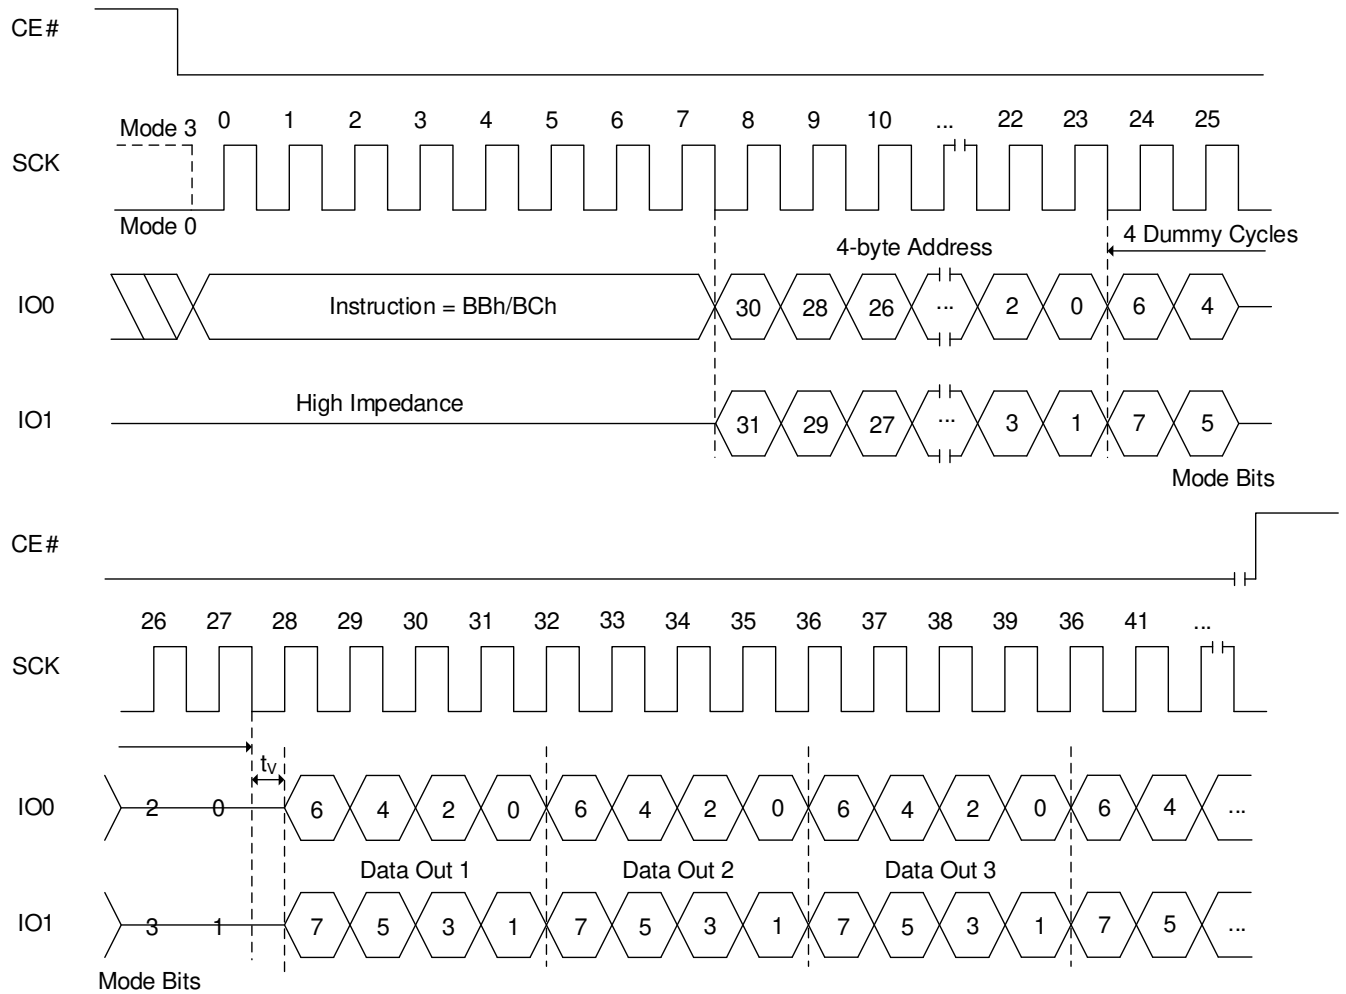 CE#
Mode 3 0 1 2 3 4 5 6 7 8 9 10 ... 22 23 24 25
SCK
Mode 0
4-byte Address 4 Dummy Cycles
IO0 Instruction = BBh/BCh 30 28 26 ... 2 0 6 4
High Impedance
IO1 31 29 27 ... 3 1 7 5
Mode Bits
CE#
26 27 28 29 30 31 32 33 34 35 36 37 38 39 36 41 ...
SCK
tV
IO0 2 0 6 4 2 0 6 4 2 0 6 4 2 0 6 4 ...
Data Out 1 Data Out 2 Data Out 3
IO1 3 1 7 5 3 1 7 5 3 1 7 5 3 1 7 5 ...
Mode Bits